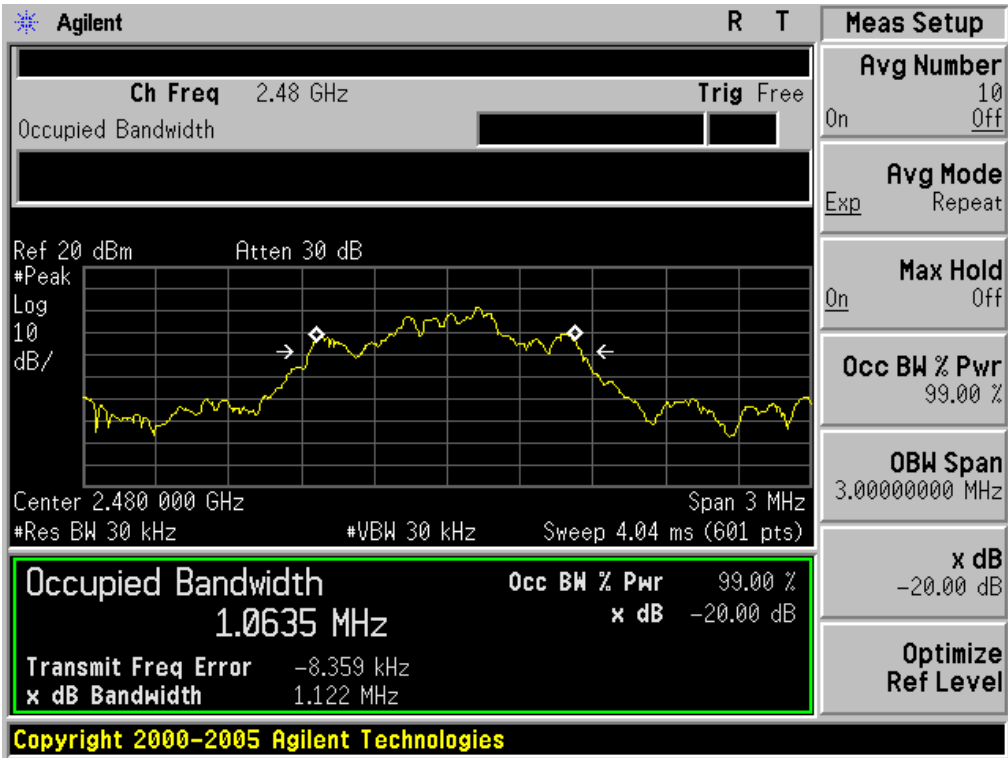 Agilent R T Meas Setup
Ch Freq 2.48 GHz Trig Free
Occupied Bandwidth
Avg Number
10
On Off
Avg Mode
Exp Repeat
Max Hold
On Off
Occ BW % Pwr
99.00 %
OBW Span
3.00000000 MHz
x dB
-20.00 dB
Optimize
Ref Level
Ref 20 dBm Atten 30 dB
#Peak
Log
10
dB/
Center 2.480 000 GHz Span 3 MHz
#Res BW 30 kHz #VBW 30 kHz Sweep 4.04 ms (601 pts)
Occupied Bandwidth Occ BW % Pwr 99.00 %
1.0635 MHz x dB -20.00 dB
Transmit Freq Error -8.359 kHz
x dB Bandwidth 1.122 MHz
Copyright 2000-2005 Agilent Technologies